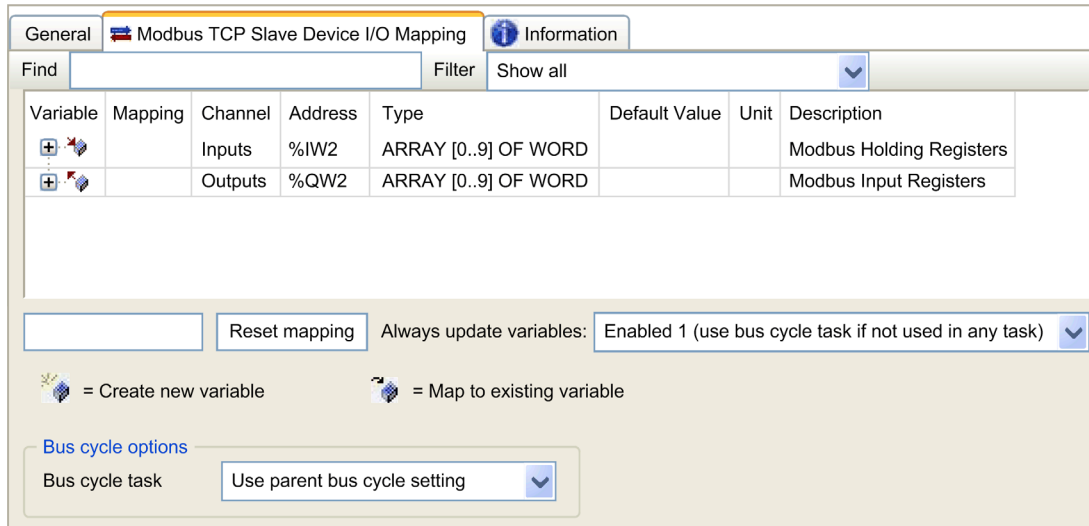 General Modbus TCP Slave Device I/O Mapping Information
Find Filter Show all
Variable Mapping Channel Address Type Default Value Unit Description
Inputs %IW2 ARRAY [0..9] OF WORD Modbus Holding Registers
Outputs %QW2 ARRAY [0..9] OF WORD Modbus Input Registers
Reset mapping Always update variables: Enabled 1 (use bus cycle task if not used in any task)
= Create new variable = Map to existing variable
Bus cycle options
Bus cycle task Use parent bus cycle setting